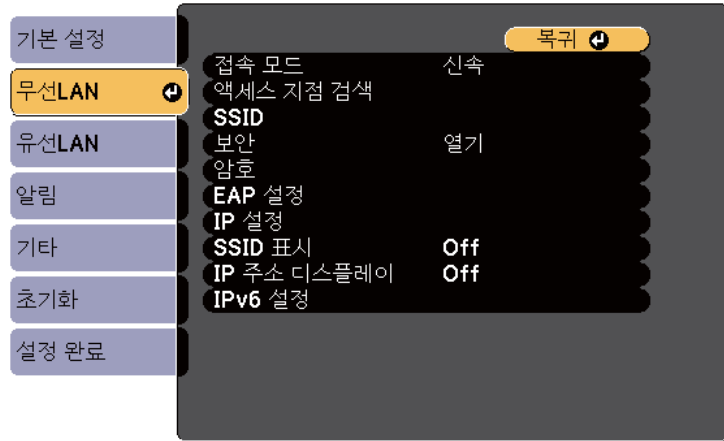 기본 설정
무선LAN
유선LAN
알림
기타
초기화
설정 완료
복귀
접속 모드 신속
액세스 지점 검색
SSID
보안 열기
암호
EAP 설정
IP 설정
SSID 표시 Off
IP 주소 디스플레이 Off
IPv6 설정